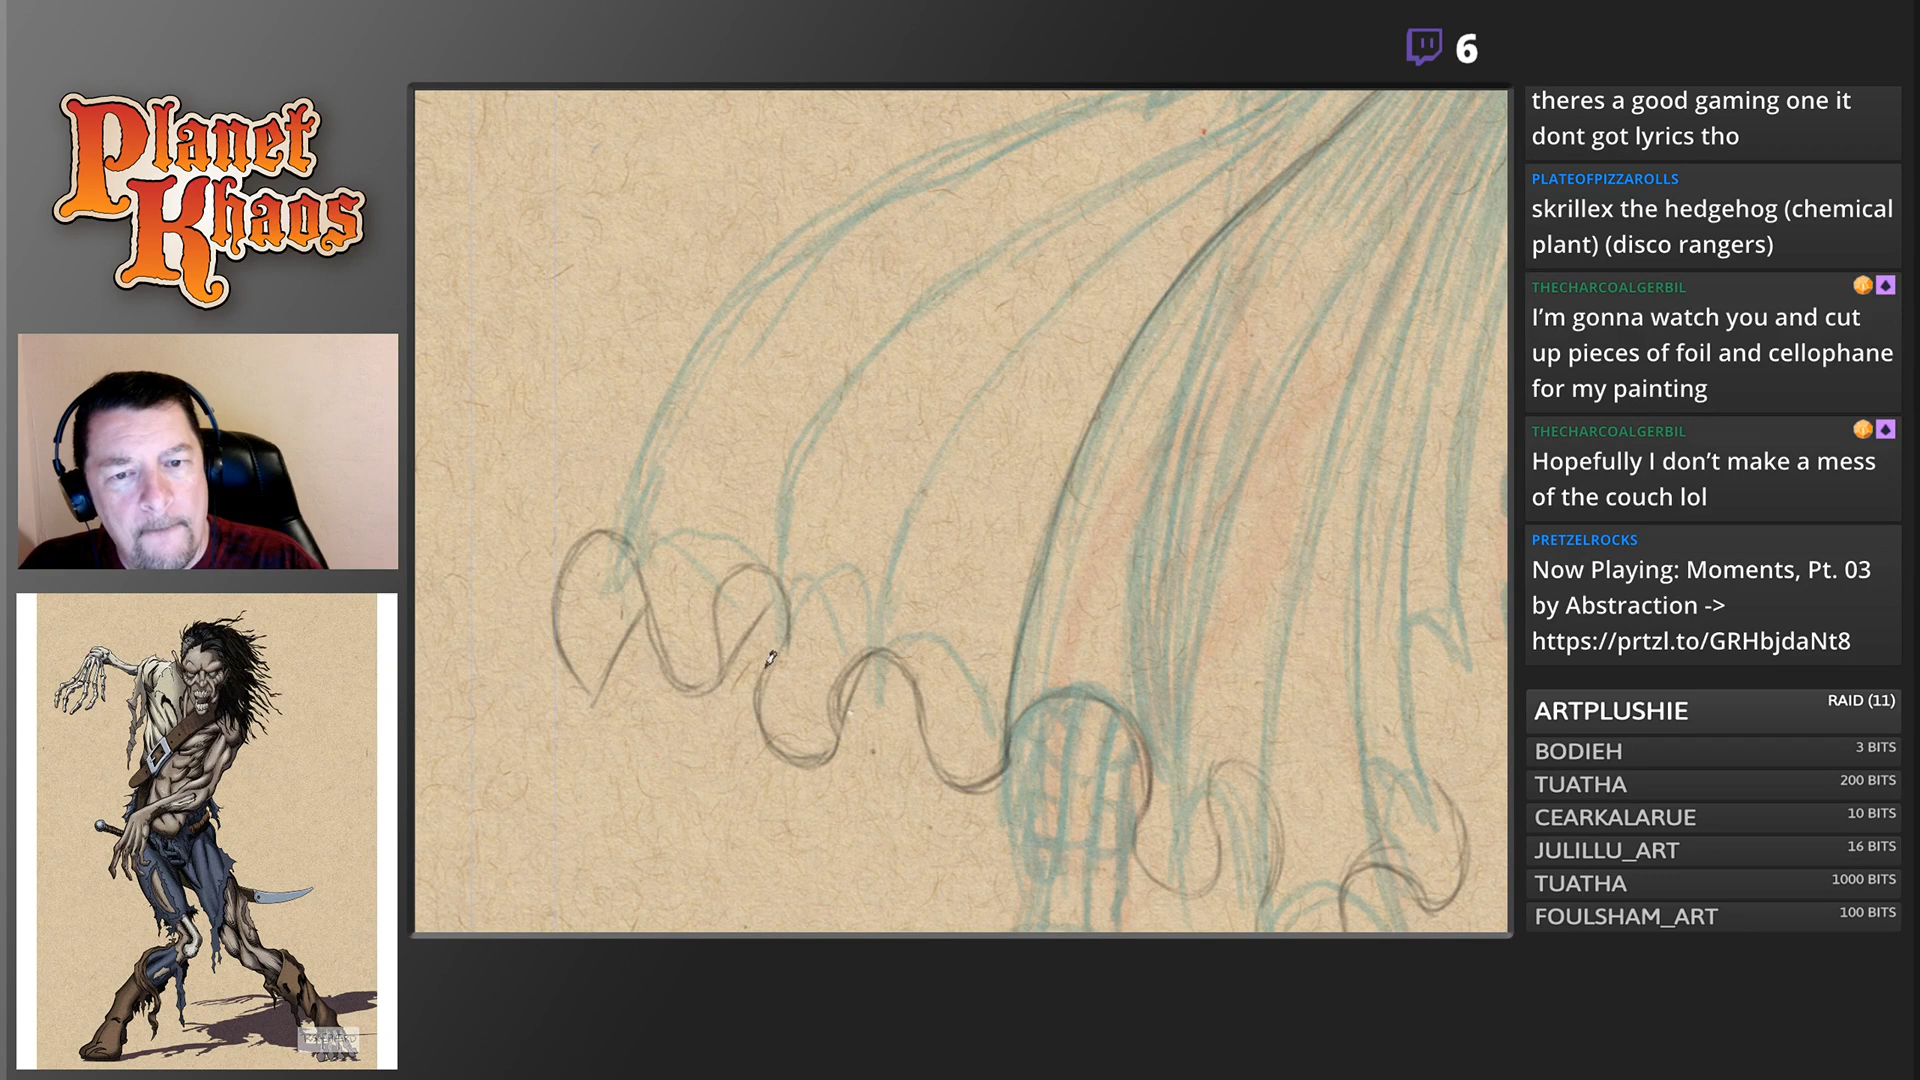 6
Planet
Khaos
theres a good gaming one it
dont got lyrics tho
PLATEOFPIZZAROLLS
skrillex the hedgehog (chemical
plant) (disco rangers)
THECHARCOALGERBIL
I'm gonna watch you and cut
up pieces of foil and cellophane
for my painting
THECHARCOALGERBIL
Hopefully I don't make a mess
of the couch lol
PRETZELROCKS
Now Playing: Moments, Pt. 03
by Abstraction ->
https://prtzl.to/GRHbjdaNt8
ARTPLUSHIE RAID (11)
BODIEH 3 BITS
TUATHA 200 BITS
CEARKALARUE 10 BITS
JULILLU_ART 16 BITS
TUATHA 1000 BITS
FOULSHAM_ART 100 BITS